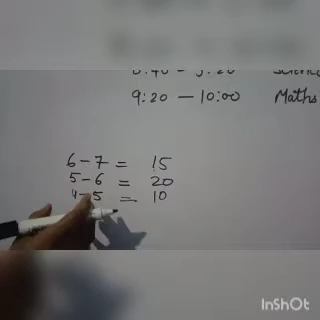 9:20 — 10:00 Maths
6 – 7 = 15
5 – 6 = 20
4 – 5 = 10
InShOt